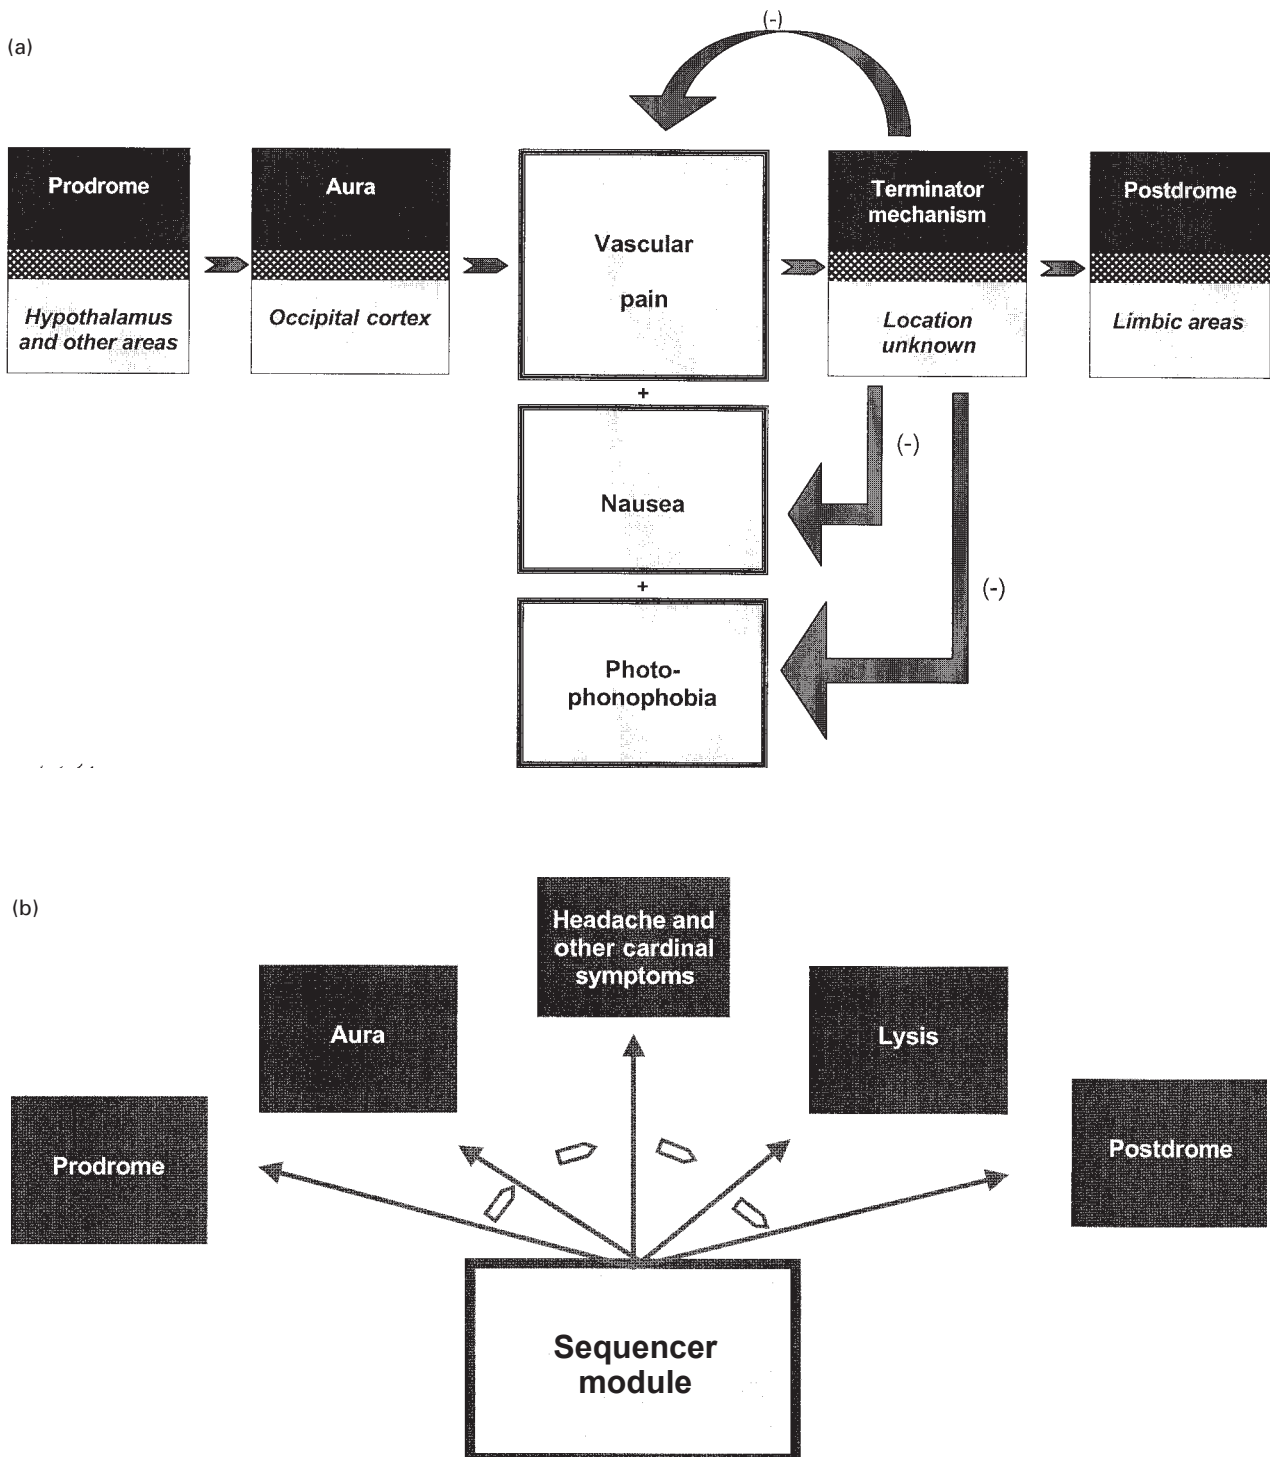 (a)
(-)
Prodrome
Hypothalamus
and other areas
Aura
Occipital cortex
Vascular
pain
+
Nausea
+
Photo-
phonophobia
Terminator
mechanism
Location
unknown
Postdrome
Limbic areas
(-)
(-)
(b)
Prodrome
Aura
Headache and
other cardinal
symptoms
Lysis
Postdrome
Sequencer
module